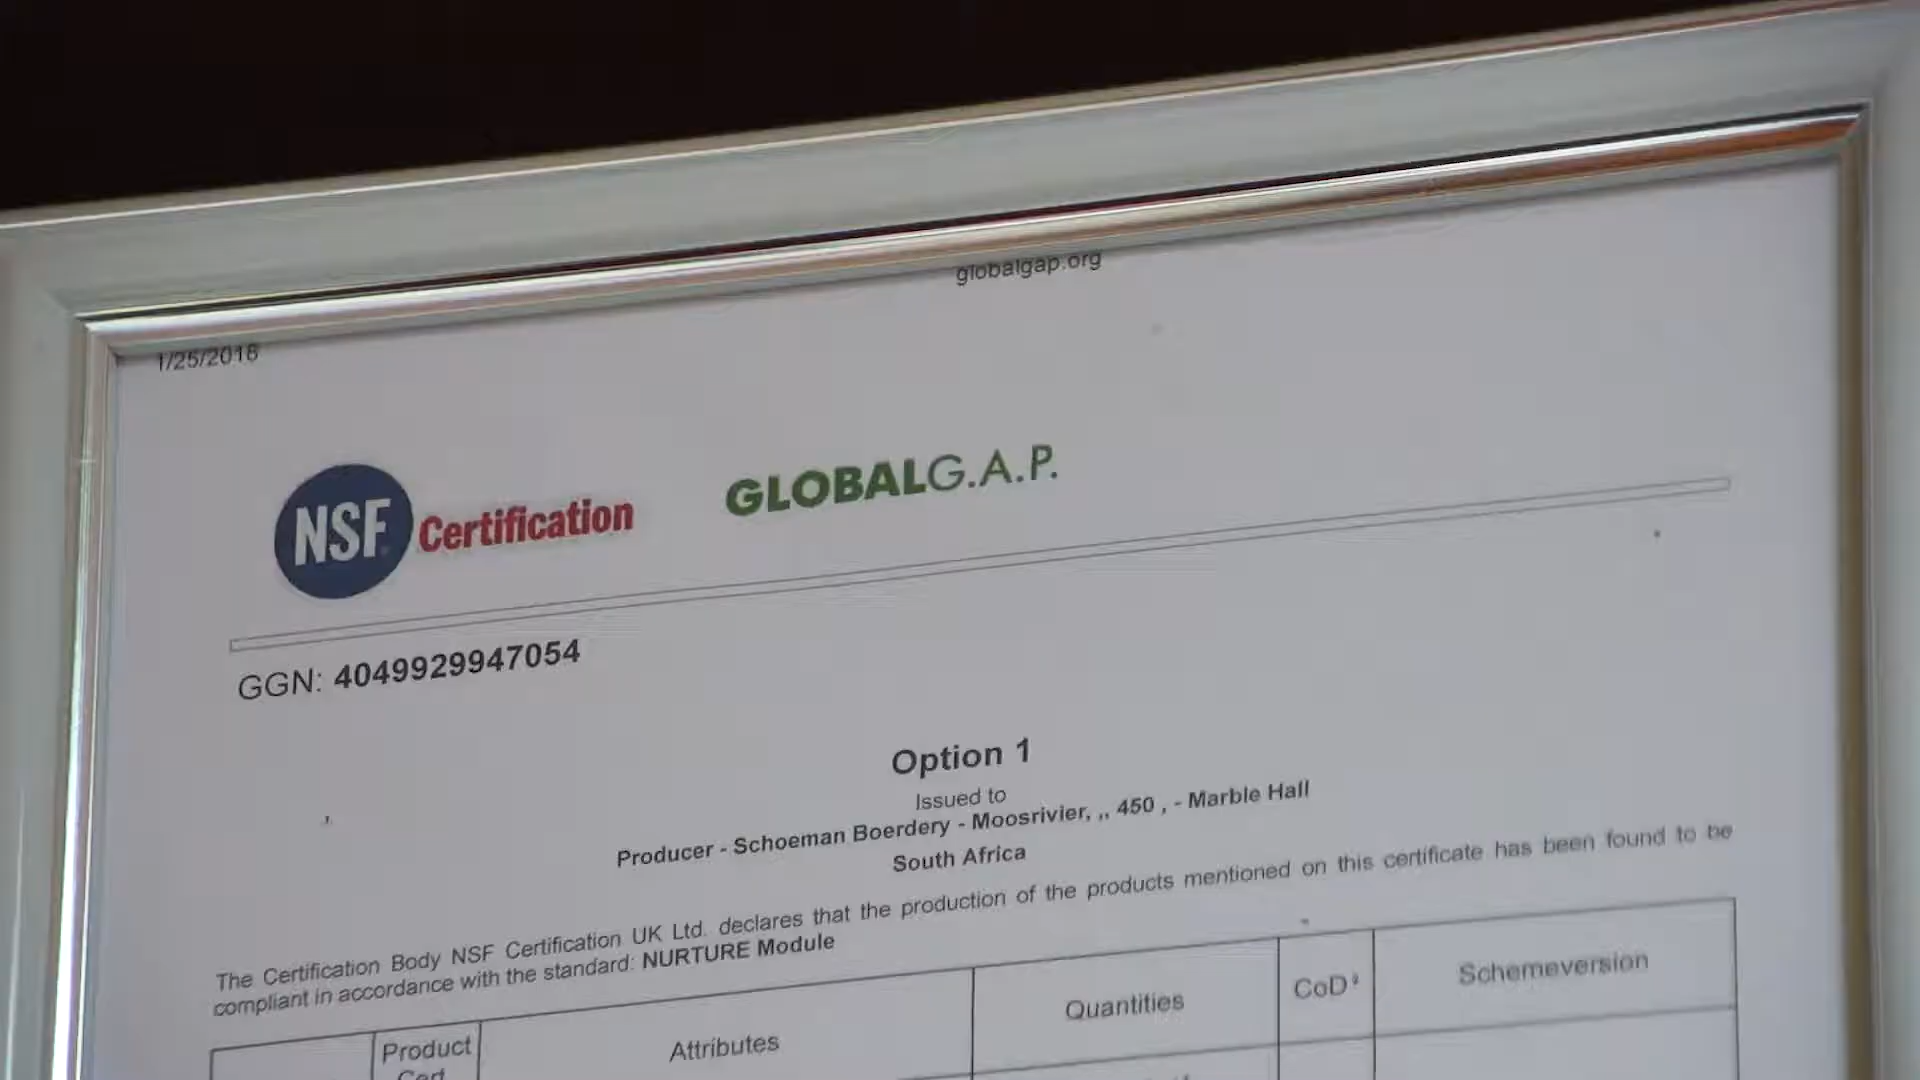 globalgap.org
1/25/2018
NSF Certification
GLOBALG.A.P.
GGN: 4049929947054
Option 1
Issued to
Producer - Schoeman Boerdery - Moosrivier, ,, 450 , - Marble Hall
South Africa
The Certification Body NSF Certification UK Ltd. declares that the production of the products mentioned on this certificate has been found to be
compliant in accordance with the standard: NURTURE Module
Product Attributes Quantities CoD Schemeversion
Cert